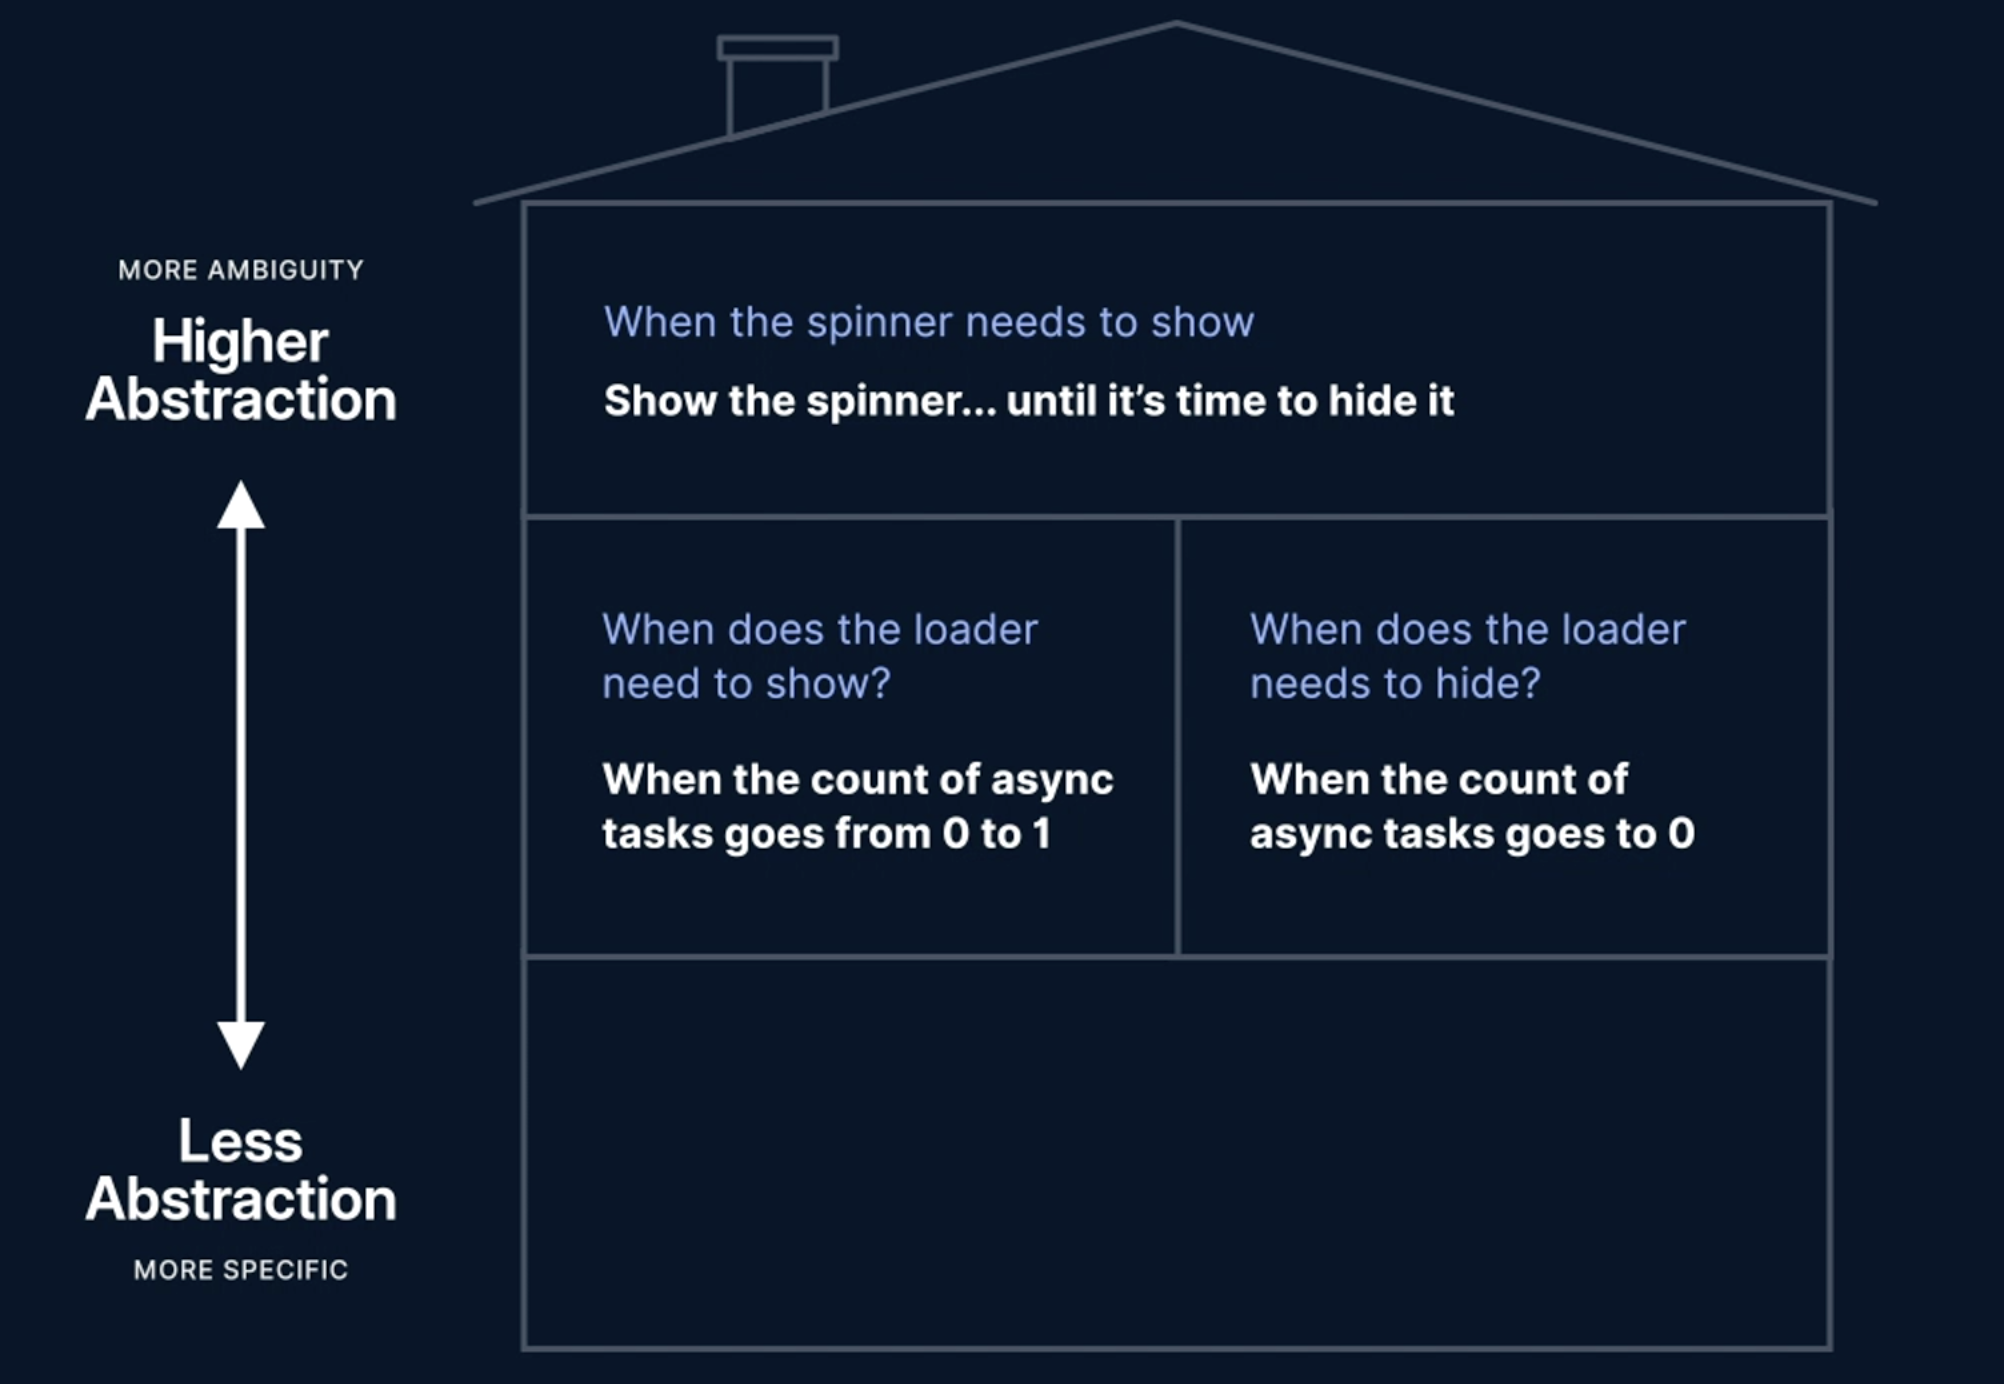 MORE AMBIGUITY
Higher
Abstraction
Less
Abstraction
MORE SPECIFIC
When the spinner needs to show
Show the spinner... until it’s time to hide it
When does the loader
need to show?
When the count of async
tasks goes from 0 to 1
When does the loader
needs to hide?
When the count of
async tasks goes to 0